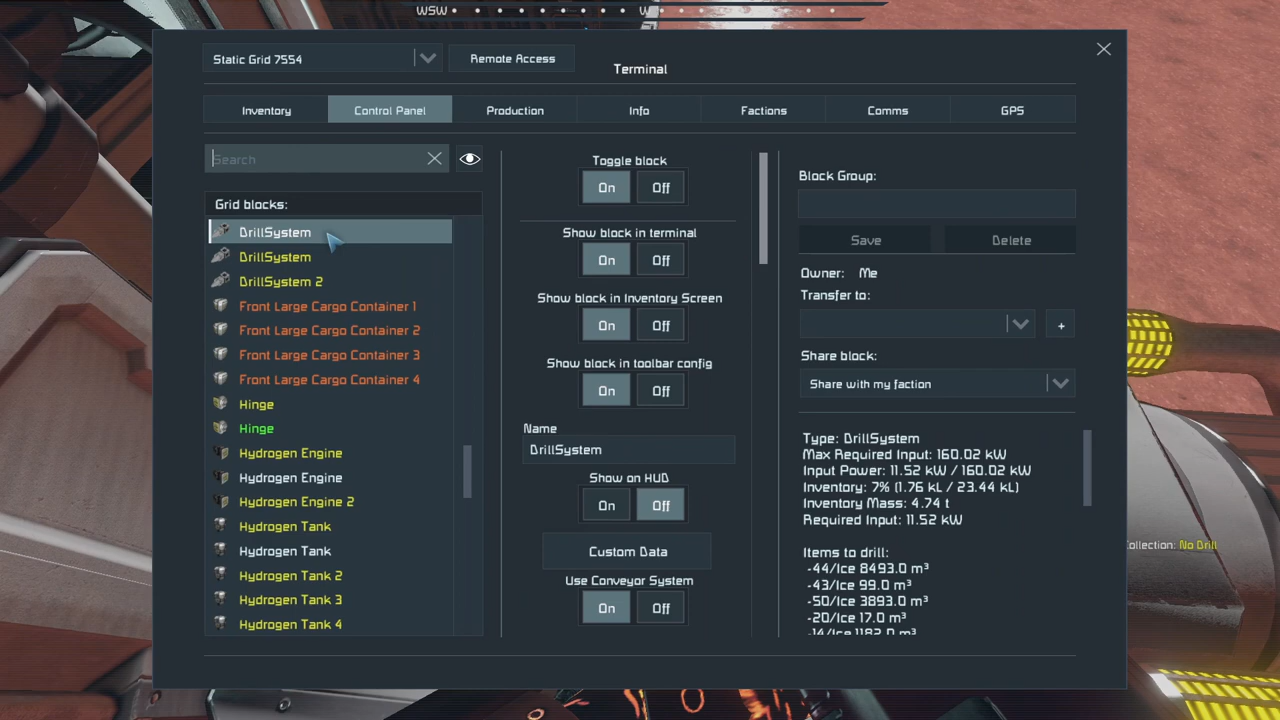 WSW
W
Static Grid 7554
Remote Access
Terminal
Inventory
Control Panel
Production
Info
Factions
Comms
GPS
Search
Grid blocks:
DrillSystem
DrillSystem
DrillSystem 2
Front Large Cargo Container 1
Front Large Cargo Container 2
Front Large Cargo Container 3
Front Large Cargo Container 4
Hinge
Hinge
Hydrogen Engine
Hydrogen Engine
Hydrogen Engine 2
Hydrogen Tank
Hydrogen Tank
Hydrogen Tank 2
Hydrogen Tank 3
Hydrogen Tank 4
Toggle block
On Off
Show block in terminal
On Off
Show block in Inventory Screen
On Off
Show block in toolbar config
On Off
Name
DrillSystem
Show on HUD
On Off
Custom Data
Use Conveyor System
On Off
Block Group:
Save Delete
Owner: Me
Transfer to:
+
Share block:
Share with my faction
Type: DrillSystem
Max Required Input: 160.02 kW
Input Power: 11.52 kW / 160.02 kW
Inventory: 7% (1.76 kL / 23.44 kL)
Inventory Mass: 4.74 t
Required Input: 11.52 kW
Items to drill:
-44/Ice 8493.0 m³
-43/Ice 99.0 m³
-50/Ice 3893.0 m³
-20/Ice 17.0 m³
-14/Ice 1182.0 m³
ollection: No Drill